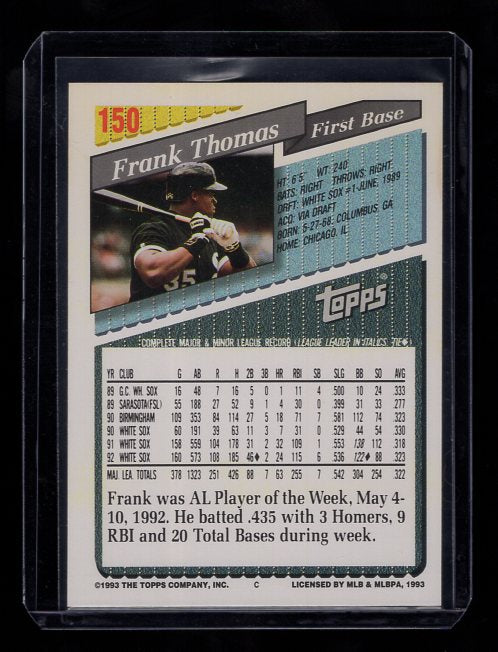 150
Frank Thomas
First Base
HT: 6'5" WT: 240
BATS: RIGHT THROWS: RIGHT
DRFT: WHITE SOX #1-JUNE, 1989
ACQ: VIA DRAFT
BORN: 5-27-68, COLUMBUS, GA
HOME: CHICAGO, IL
35
TOPPS®
COMPLETE MAJOR & MINOR LEAGUE RECORD (LEAGUE LEADER IN ITALICS, TIE♦)
YR CLUB G AB R H 2B 3B HR RBI SB SLG BB SO AVG
89 G.C. WH. SOX 16 48 7 16 5 0 1 11 4 .500 10 24 .333
89 SARASOTA(FSL) 55 188 27 52 9 1 4 30 0 .399 31 33 .277
90 BIRMINGHAM 109 353 84 114 27 5 18 71 7 .581 112 74 .323
90 WHITE SOX 60 191 39 63 11 3 7 31 0 .529 44 54 .330
91 WHITE SOX 158 559 104 178 31 2 32 109 1 .553 138 112 .318
92 WHITE SOX 160 573 108 185 46♦ 2 24 115 6 .536 122♦ 88 .323
MAJ. LEA. TOTALS 378 1323 251 426 88 7 63 255 7 .542 304 254 .322
Frank was AL Player of the Week, May 4-
10, 1992. He batted .435 with 3 Homers, 9
RBI and 20 Total Bases during week.
©1993 THE TOPPS COMPANY, INC. C LICENSED BY MLB & MLBPA, 1993